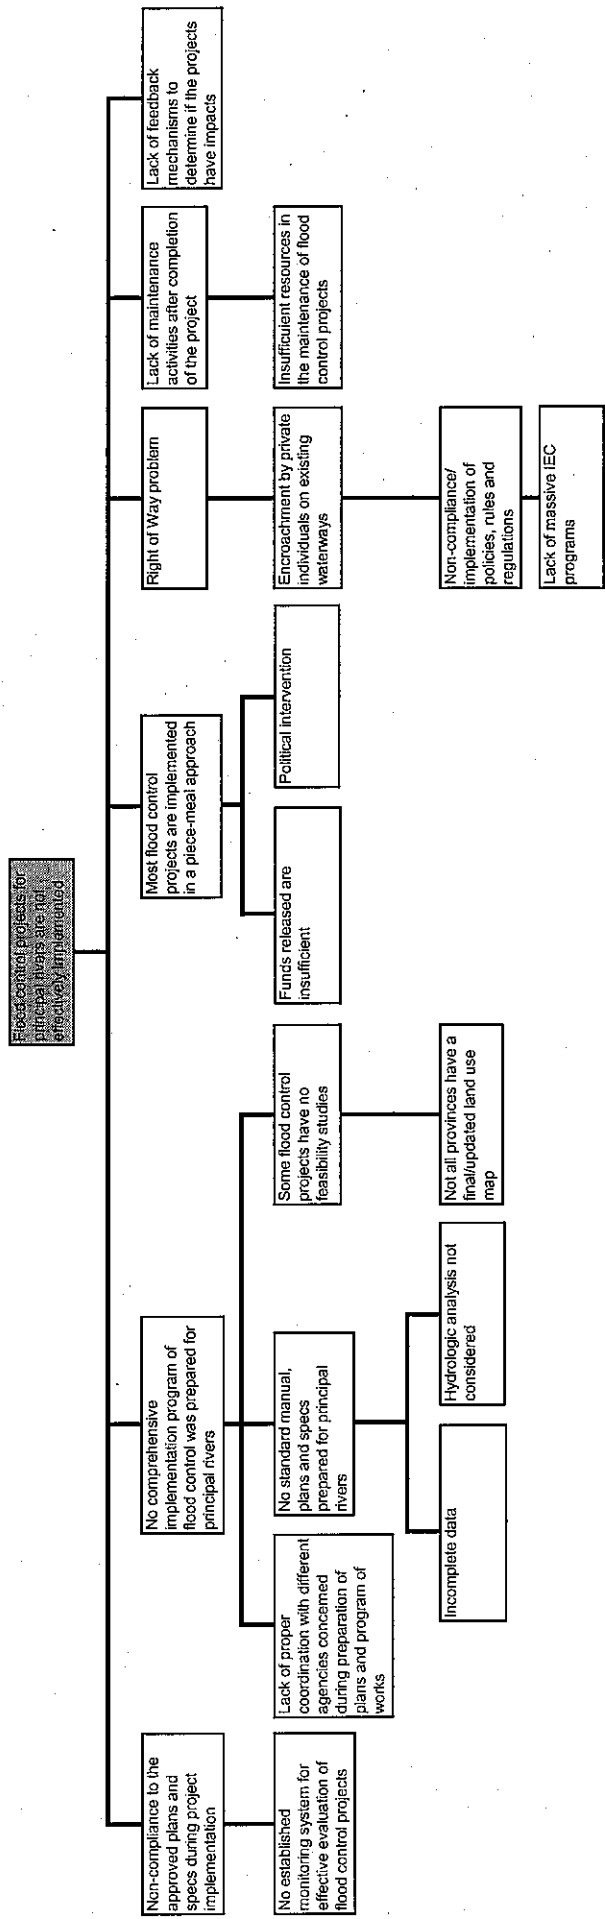 Flood control projects for
principal rivers are not
effectively implemented
Non-compliance to the
approved plans and
specs during project
implementation
No comprehensive
implementation program of
flood control was prepared for
principal rivers
Most flood control
projects are implemented
in a piece-meal approach
Right of Way problem
Lack of maintenance
activities after completion
of the project
Lack of feedback
mechanisms to
determine if the projects
have impacts
No established
monitoring system for
effective evaluation of
flood control projects
Lack of proper
coordination with different
agencies concerned
during preparation of
plans and program of
works
No standard manual,
plans and specs
prepared for principal
rivers
Some flood control
projects have no
feasibility studies
Funds released are
insufficient
Political intervention
Encroachment by private
individuals on existing
waterways
Insufficient resources in
the maintenance of flood
control projects
Incomplete data
Hydrologic analysis not
considered
Not all provinces have a
final/updated land use
map
Non-compliance/
implementation of
policies, rules and
regulations
Lack of massive IEC
programs